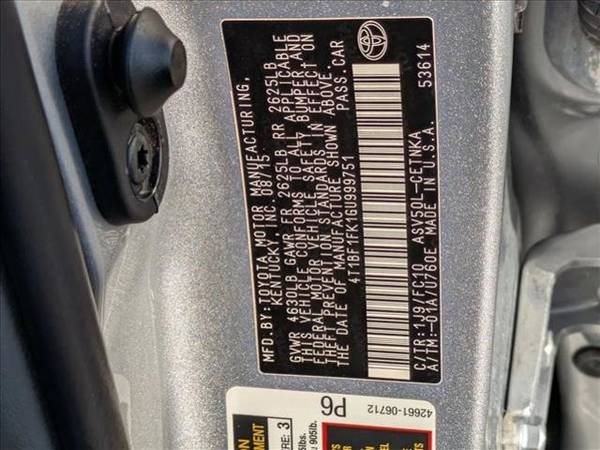 MFD.BY:TOYOTA MOTOR MANUFACTURING,
KENTUCKY, INC. 08/15
GVWR 4630LB GAWR FR 2625LB RR 2625LB
THIS VEHICLE CONFORMS TO ALL APPLICABLE
FEDERAL MOTOR VEHICLE SAFETY, BUMPER AND
THEFT PREVENTION STANDARDS IN EFFECT ON
THE DATE OF MANUFACTURE SHOWN ABOVE.
4T1BF1FK1GU999751 PASS.CAR
C/TR:1J9/FC10 ASV50L-CETNKA
A/TM:-01A/U760E MADE IN U.S.A.
53614
TOYOTA
P6
42661-06712
3
905lb.